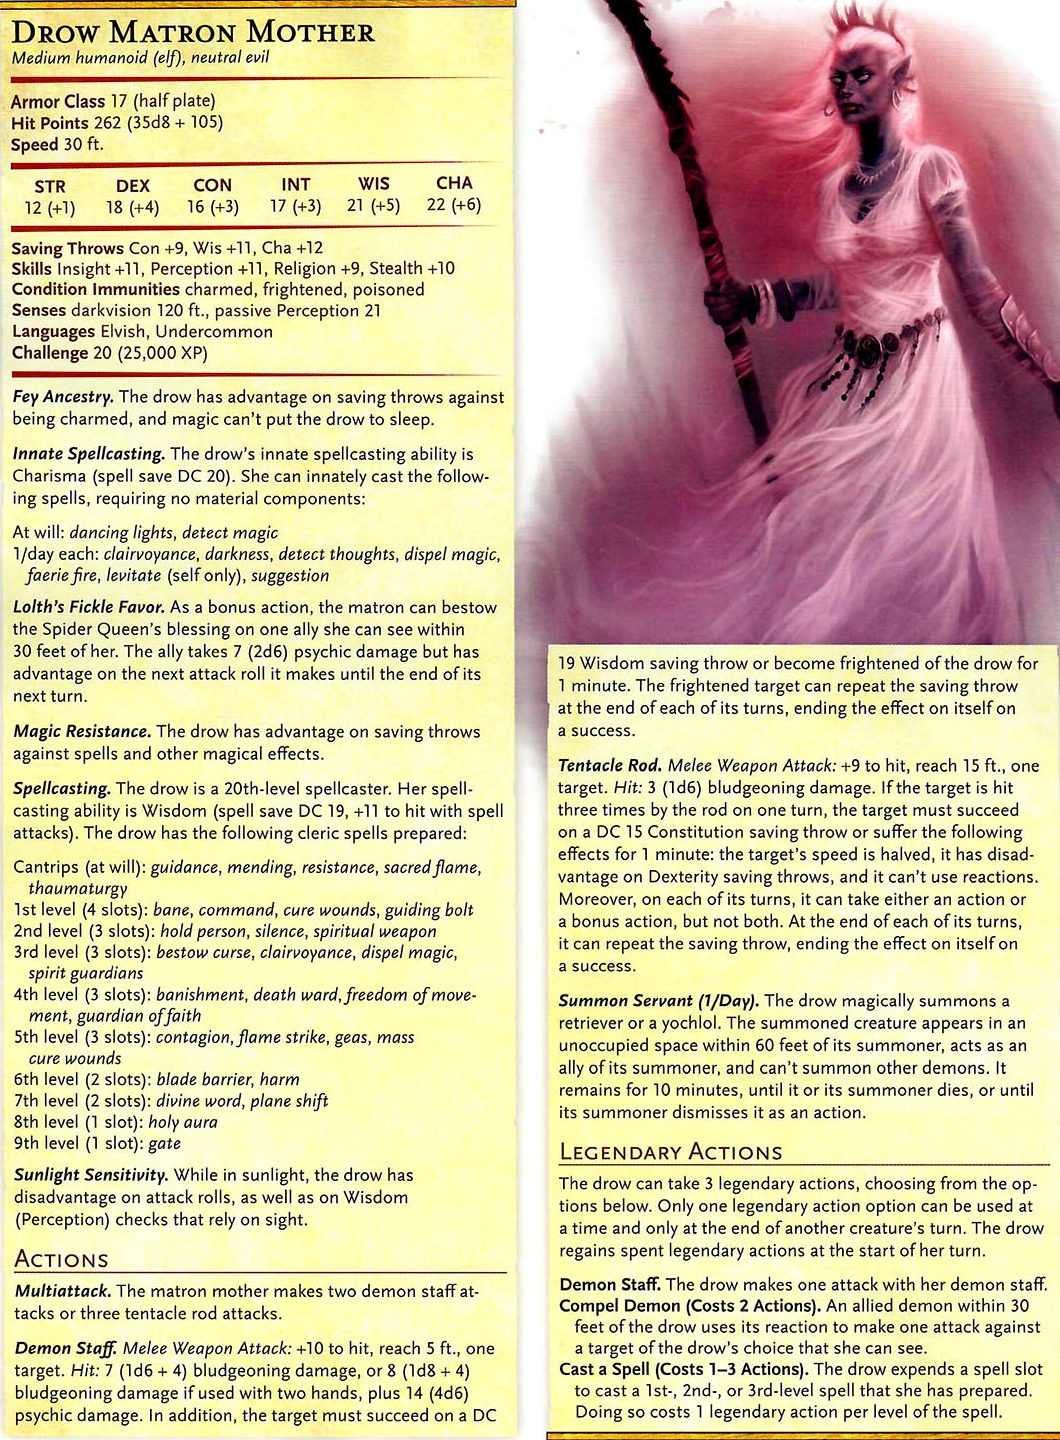 DROW MATRON MOTHER
Medium humanoid (elf), neutral evil
Armor Class 17 (half plate)
Hit Points 262 (35d8 + 105)
Speed 30 ft.
STR DEX CON INT WIS CHA
12 (+1) 18 (+4) 16 (+3) 17 (+3) 21 (+5) 22 (+6)
Saving Throws Con +9, Wis +11, Cha +12
Skills Insight +11, Perception +11, Religion +9, Stealth +10
Condition Immunities charmed, frightened, poisoned
Senses darkvision 120 ft., passive Perception 21
Languages Elvish, Undercommon
Challenge 20 (25,000 XP)
Fey Ancestry. The drow has advantage on saving throws against
being charmed, and magic can't put the drow to sleep.
Innate Spellcasting. The drow's innate spellcasting ability is
Charisma (spell save DC 20). She can innately cast the follow-
ing spells, requiring no material components:
At will: dancing lights, detect magic
1/day each: clairvoyance, darkness, detect thoughts, dispel magic,
faerie fire, levitate (self only), suggestion
Lolth's Fickle Favor. As a bonus action, the matron can bestow
the Spider Queen's blessing on one ally she can see within
30 feet of her. The ally takes 7 (2d6) psychic damage but has
advantage on the next attack roll it makes until the end of its
next turn.
Magic Resistance. The drow has advantage on saving throws
against spells and other magical effects.
Spellcasting. The drow is a 20th-level spellcaster. Her spell-
casting ability is Wisdom (spell save DC 19, +11 to hit with spell
attacks). The drow has the following cleric spells prepared:
Cantrips (at will): guidance, mending, resistance, sacred flame,
thaumaturgy
1st level (4 slots): bane, command, cure wounds, guiding bolt
2nd level (3 slots): hold person, silence, spiritual weapon
3rd level (3 slots): bestow curse, clairvoyance, dispel magic,
spirit guardians
4th level (3 slots): banishment, death ward, freedom of move-
ment, guardian of faith
5th level (3 slots): contagion, flame strike, geas, mass
cure wounds
6th level (2 slots): blade barrier, harm
7th level (2 slots): divine word, plane shift
8th level (1 slot): holy aura
9th level (1 slot): gate
Sunlight Sensitivity. While in sunlight, the drow has
disadvantage on attack rolls, as well as on Wisdom
(Perception) checks that rely on sight.
ACTIONS
Multiattack. The matron mother makes two demon staff at-
tacks or three tentacle rod attacks.
Demon Staff. Melee Weapon Attack: +10 to hit, reach 5 ft., one
target. Hit: 7 (1d6 + 4) bludgeoning damage, or 8 (1d8 + 4)
bludgeoning damage if used with two hands, plus 14 (4d6)
psychic damage. In addition, the target must succeed on a DC
19 Wisdom saving throw or become frightened of the drow for
1 minute. The frightened target can repeat the saving throw
at the end of each of its turns, ending the effect on itself on
a success.
Tentacle Rod. Melee Weapon Attack: +9 to hit, reach 15 ft., one
target. Hit: 3 (1d6) bludgeoning damage. If the target is hit
three times by the rod on one turn, the target must succeed
on a DC 15 Constitution saving throw or suffer the following
effects for 1 minute: the target's speed is halved, it has disad-
vantage on Dexterity saving throws, and it can't use reactions.
Moreover, on each of its turns, it can take either an action or
a bonus action, but not both. At the end of each of its turns,
it can repeat the saving throw, ending the effect on itself on
a success.
Summon Servant (1/Day). The drow magically summons a
retriever or a yochlol. The summoned creature appears in an
unoccupied space within 60 feet of its summoner, acts as an
ally of its summoner, and can't summon other demons. It
remains for 10 minutes, until it or its summoner dies, or until
its summoner dismisses it as an action.
LEGENDARY ACTIONS
The drow can take 3 legendary actions, choosing from the op-
tions below. Only one legendary action option can be used at
a time and only at the end of another creature's turn. The drow
regains spent legendary actions at the start of her turn.
Demon Staff. The drow makes one attack with her demon staff.
Compel Demon (Costs 2 Actions). An allied demon within 30
feet of the drow uses its reaction to make one attack against
a target of the drow's choice that she can see.
Cast a Spell (Costs 1–3 Actions). The drow expends a spell slot
to cast a 1st-, 2nd-, or 3rd-level spell that she has prepared.
Doing so costs 1 legendary action per level of the spell.